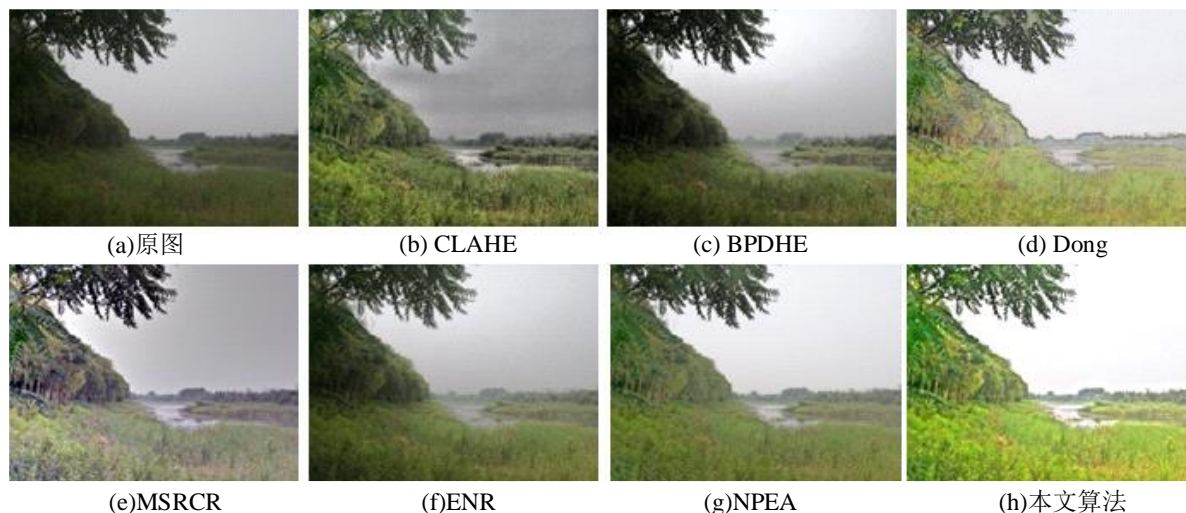 (a)原图
(b) CLAHE
(c) BPDHE
(d) Dong
(e)MSRCR
(f)ENR
(g)NPEA
(h)本文算法